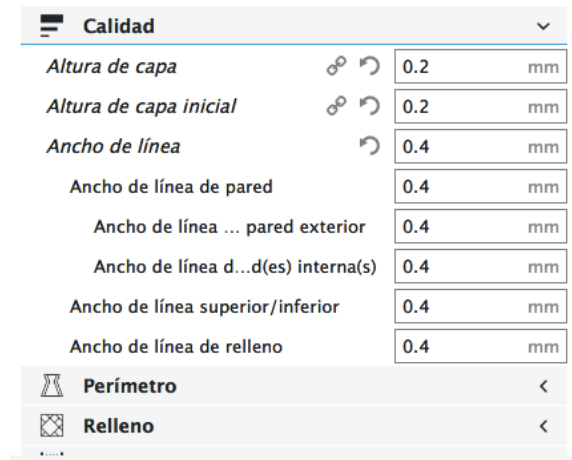 Calidad
Altura de capa 0.2 mm
Altura de capa inicial 0.2 mm
Ancho de línea 0.4 mm
Ancho de línea de pared 0.4 mm
Ancho de línea ... pared exterior 0.4 mm
Ancho de línea d...d(es) interna(s) 0.4 mm
Ancho de línea superior/inferior 0.4 mm
Ancho de línea de relleno 0.4 mm
Perímetro
Relleno